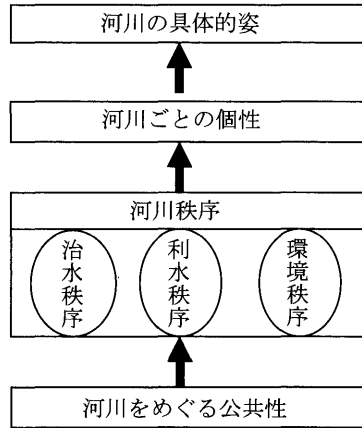 河川の具体的姿
河川ごとの個性
河川秩序
治水秩序
利水秩序
環境秩序
河川をめぐる公共性